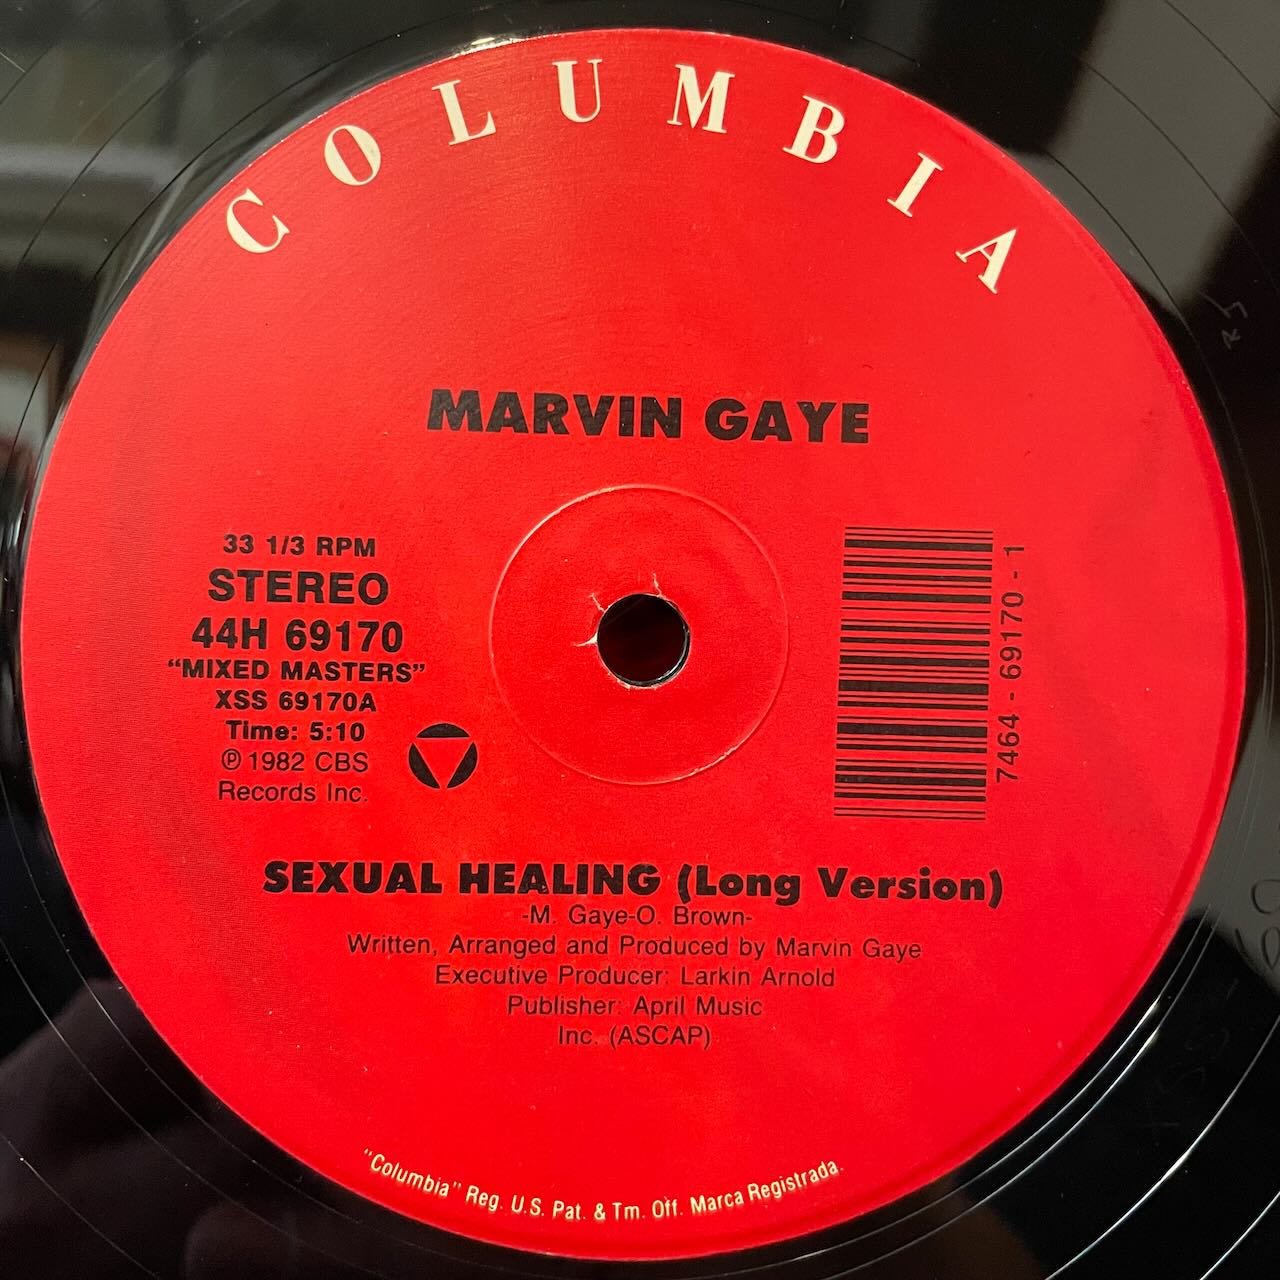 COLUMBIA
MARVIN GAYE
33 1/3 RPM
STEREO
44H 69170
"MIXED MASTERS"
XSS 69170A
Time: 5:10
℗ 1982 CBS
Records Inc.
7464 - 69170 - 1
SEXUAL HEALING (Long Version)
-M. Gaye-O. Brown-
Written, Arranged and Produced by Marvin Gaye
Executive Producer: Larkin Arnold
Publisher: April Music
Inc. (ASCAP)
"Columbia" Reg. U.S. Pat. & Tm. Off. Marca Registrada.